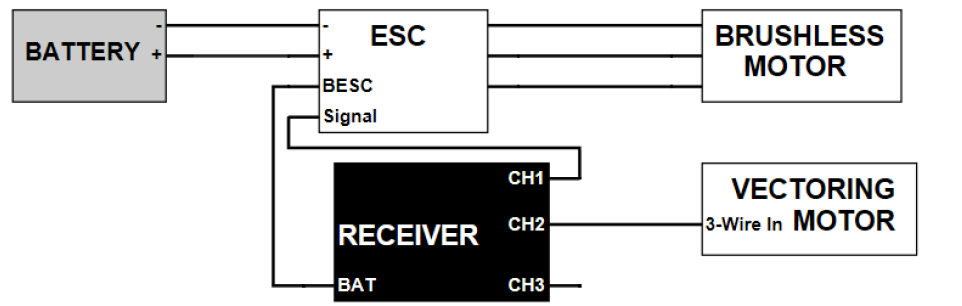 BATTERY
-
+
-
+
ESC
BESC
Signal
BRUSHLESS
MOTOR
RECEIVER
CH1
CH2
CH3
BAT
VECTORING
3-Wire In MOTOR